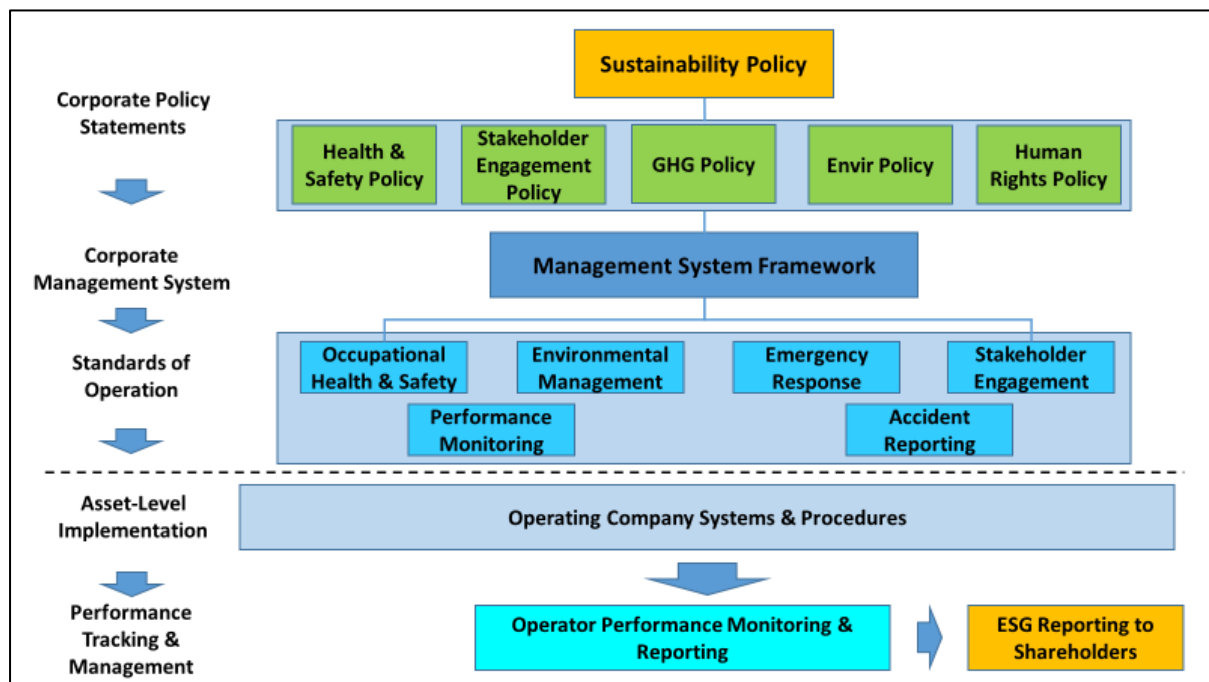 Sustainability Policy
Corporate Policy
Statements
Health &
Safety Policy
Stakeholder
Engagement
Policy
GHG Policy
Envir Policy
Human
Rights Policy
Corporate
Management System
Management System Framework
Standards of
Operation
Occupational
Health & Safety
Environmental
Management
Emergency
Response
Stakeholder
Engagement
Performance
Monitoring
Accident
Reporting
Asset-Level
Implementation
Operating Company Systems & Procedures
Performance
Tracking &
Management
Operator Performance Monitoring &
Reporting
ESG Reporting to
Shareholders